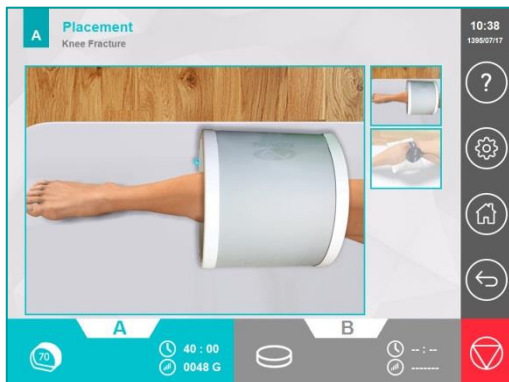 A
Placement
Knee Fracture
10:38
1395/07/17
?
A
70
40 : 00
0048 G
B
-- : --
-------